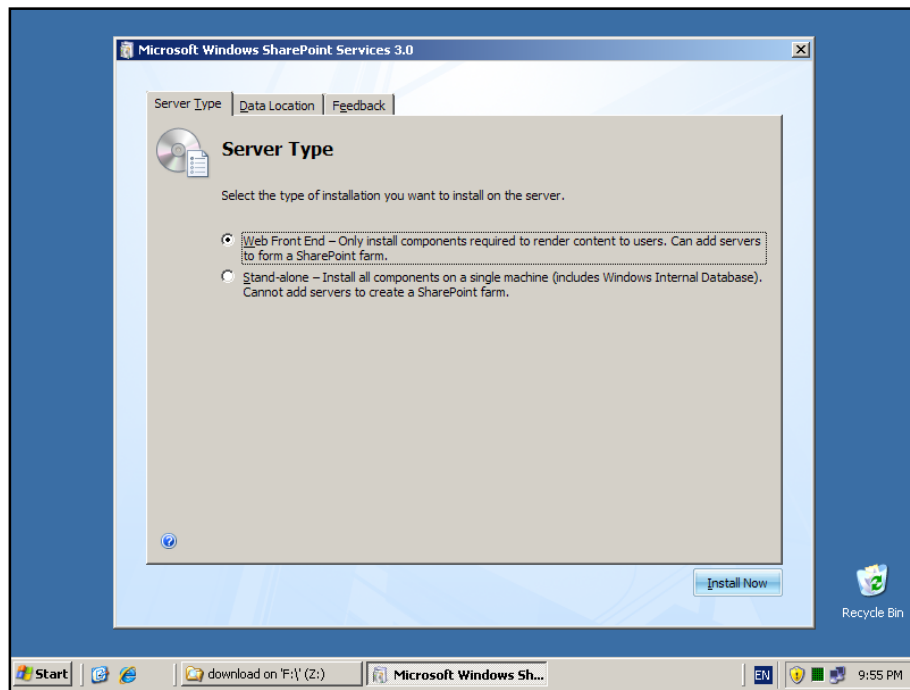 Microsoft Windows SharePoint Services 3.0
Server Type
Data Location
Feedback
Server Type
Select the type of installation you want to install on the server.
Web Front End – Only install components required to render content to users. Can add servers
to form a SharePoint farm.
Stand-alone – Install all components on a single machine (includes Windows Internal Database).
Cannot add servers to create a SharePoint farm.
Install Now
Recycle Bin
Start
download on 'F:\' (Z:)
Microsoft Windows Sh...
EN
9:55 PM